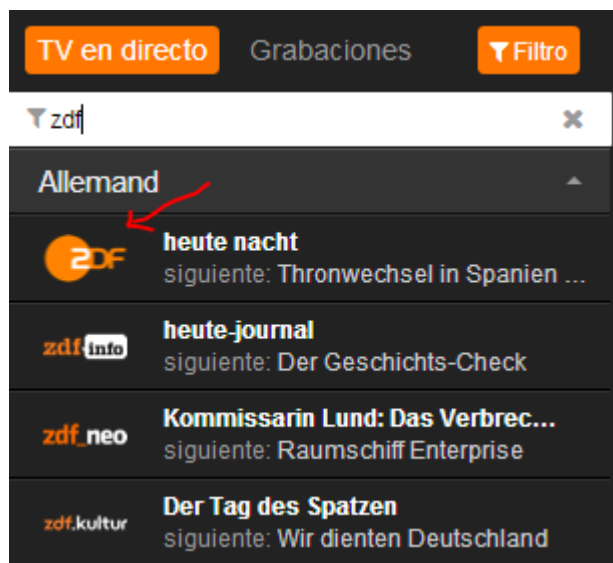 TV en directo Grabaciones Filtro
zdf
Allemand
ZDF heute nacht
siguiente: Thronwechsel in Spanien ...
zdf.info heute-journal
siguiente: Der Geschichts-Check
zdf_neo Kommissarin Lund: Das Verbrec...
siguiente: Raumschiff Enterprise
zdf.kultur Der Tag des Spatzen
siguiente: Wir dienten Deutschland